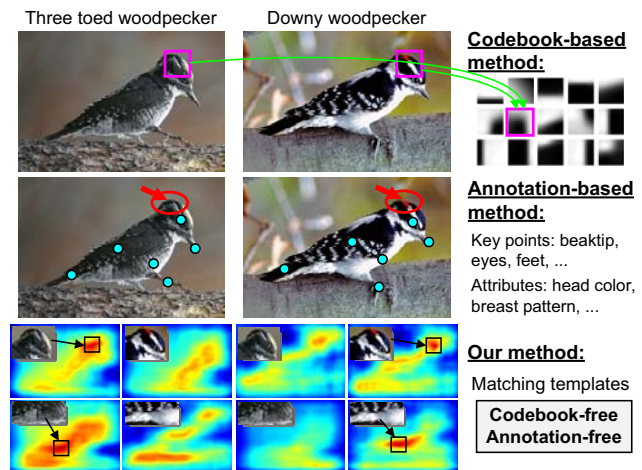 Three toed woodpecker
Downy woodpecker
Codebook-based
method:
Annotation-based
method:
Key points: beaktip,
eyes, feet, ...
Attributes: head color,
breast pattern, ...
Our method:
Matching templates
Codebook-free
Annotation-free